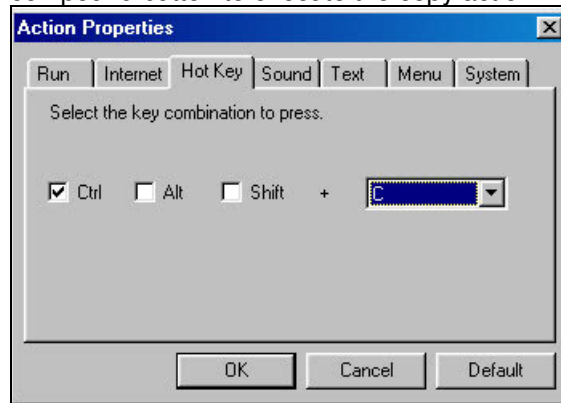 Action Properties
Run Internet Hot Key Sound Text Menu System
Select the key combination to press.
Ctrl Alt Shift + C
OK Cancel Default